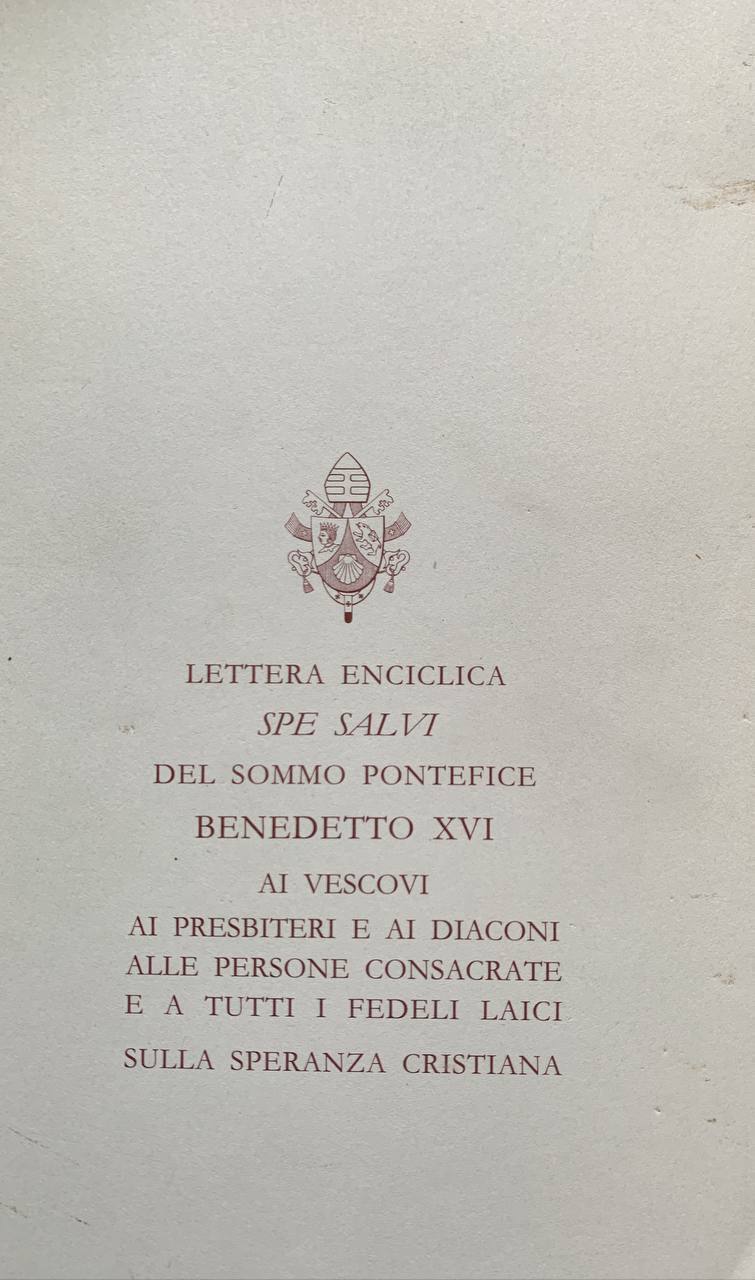 LETTERA ENCICLICA
SPE SALVI
DEL SOMMO PONTEFICE
BENEDETTO XVI
AI VESCOVI
AI PRESBITERI E AI DIACONI
ALLE PERSONE CONSACRATE
E A TUTTI I FEDELI LAICI
SULLA SPERANZA CRISTIANA